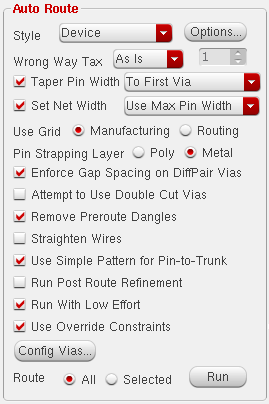 Auto Route
Style Device Options...
Wrong Way Tax As Is 1
Taper Pin Width To First Via
Set Net Width Use Max Pin Width
Use Grid Manufacturing Routing
Pin Strapping Layer Poly Metal
Enforce Gap Spacing on DiffPair Vias
Attempt to Use Double Cut Vias
Remove Preroute Dangles
Straighten Wires
Use Simple Pattern for Pin-to-Trunk
Run Post Route Refinement
Run With Low Effort
Use Override Constraints
Config Vias...
Route All Selected Run